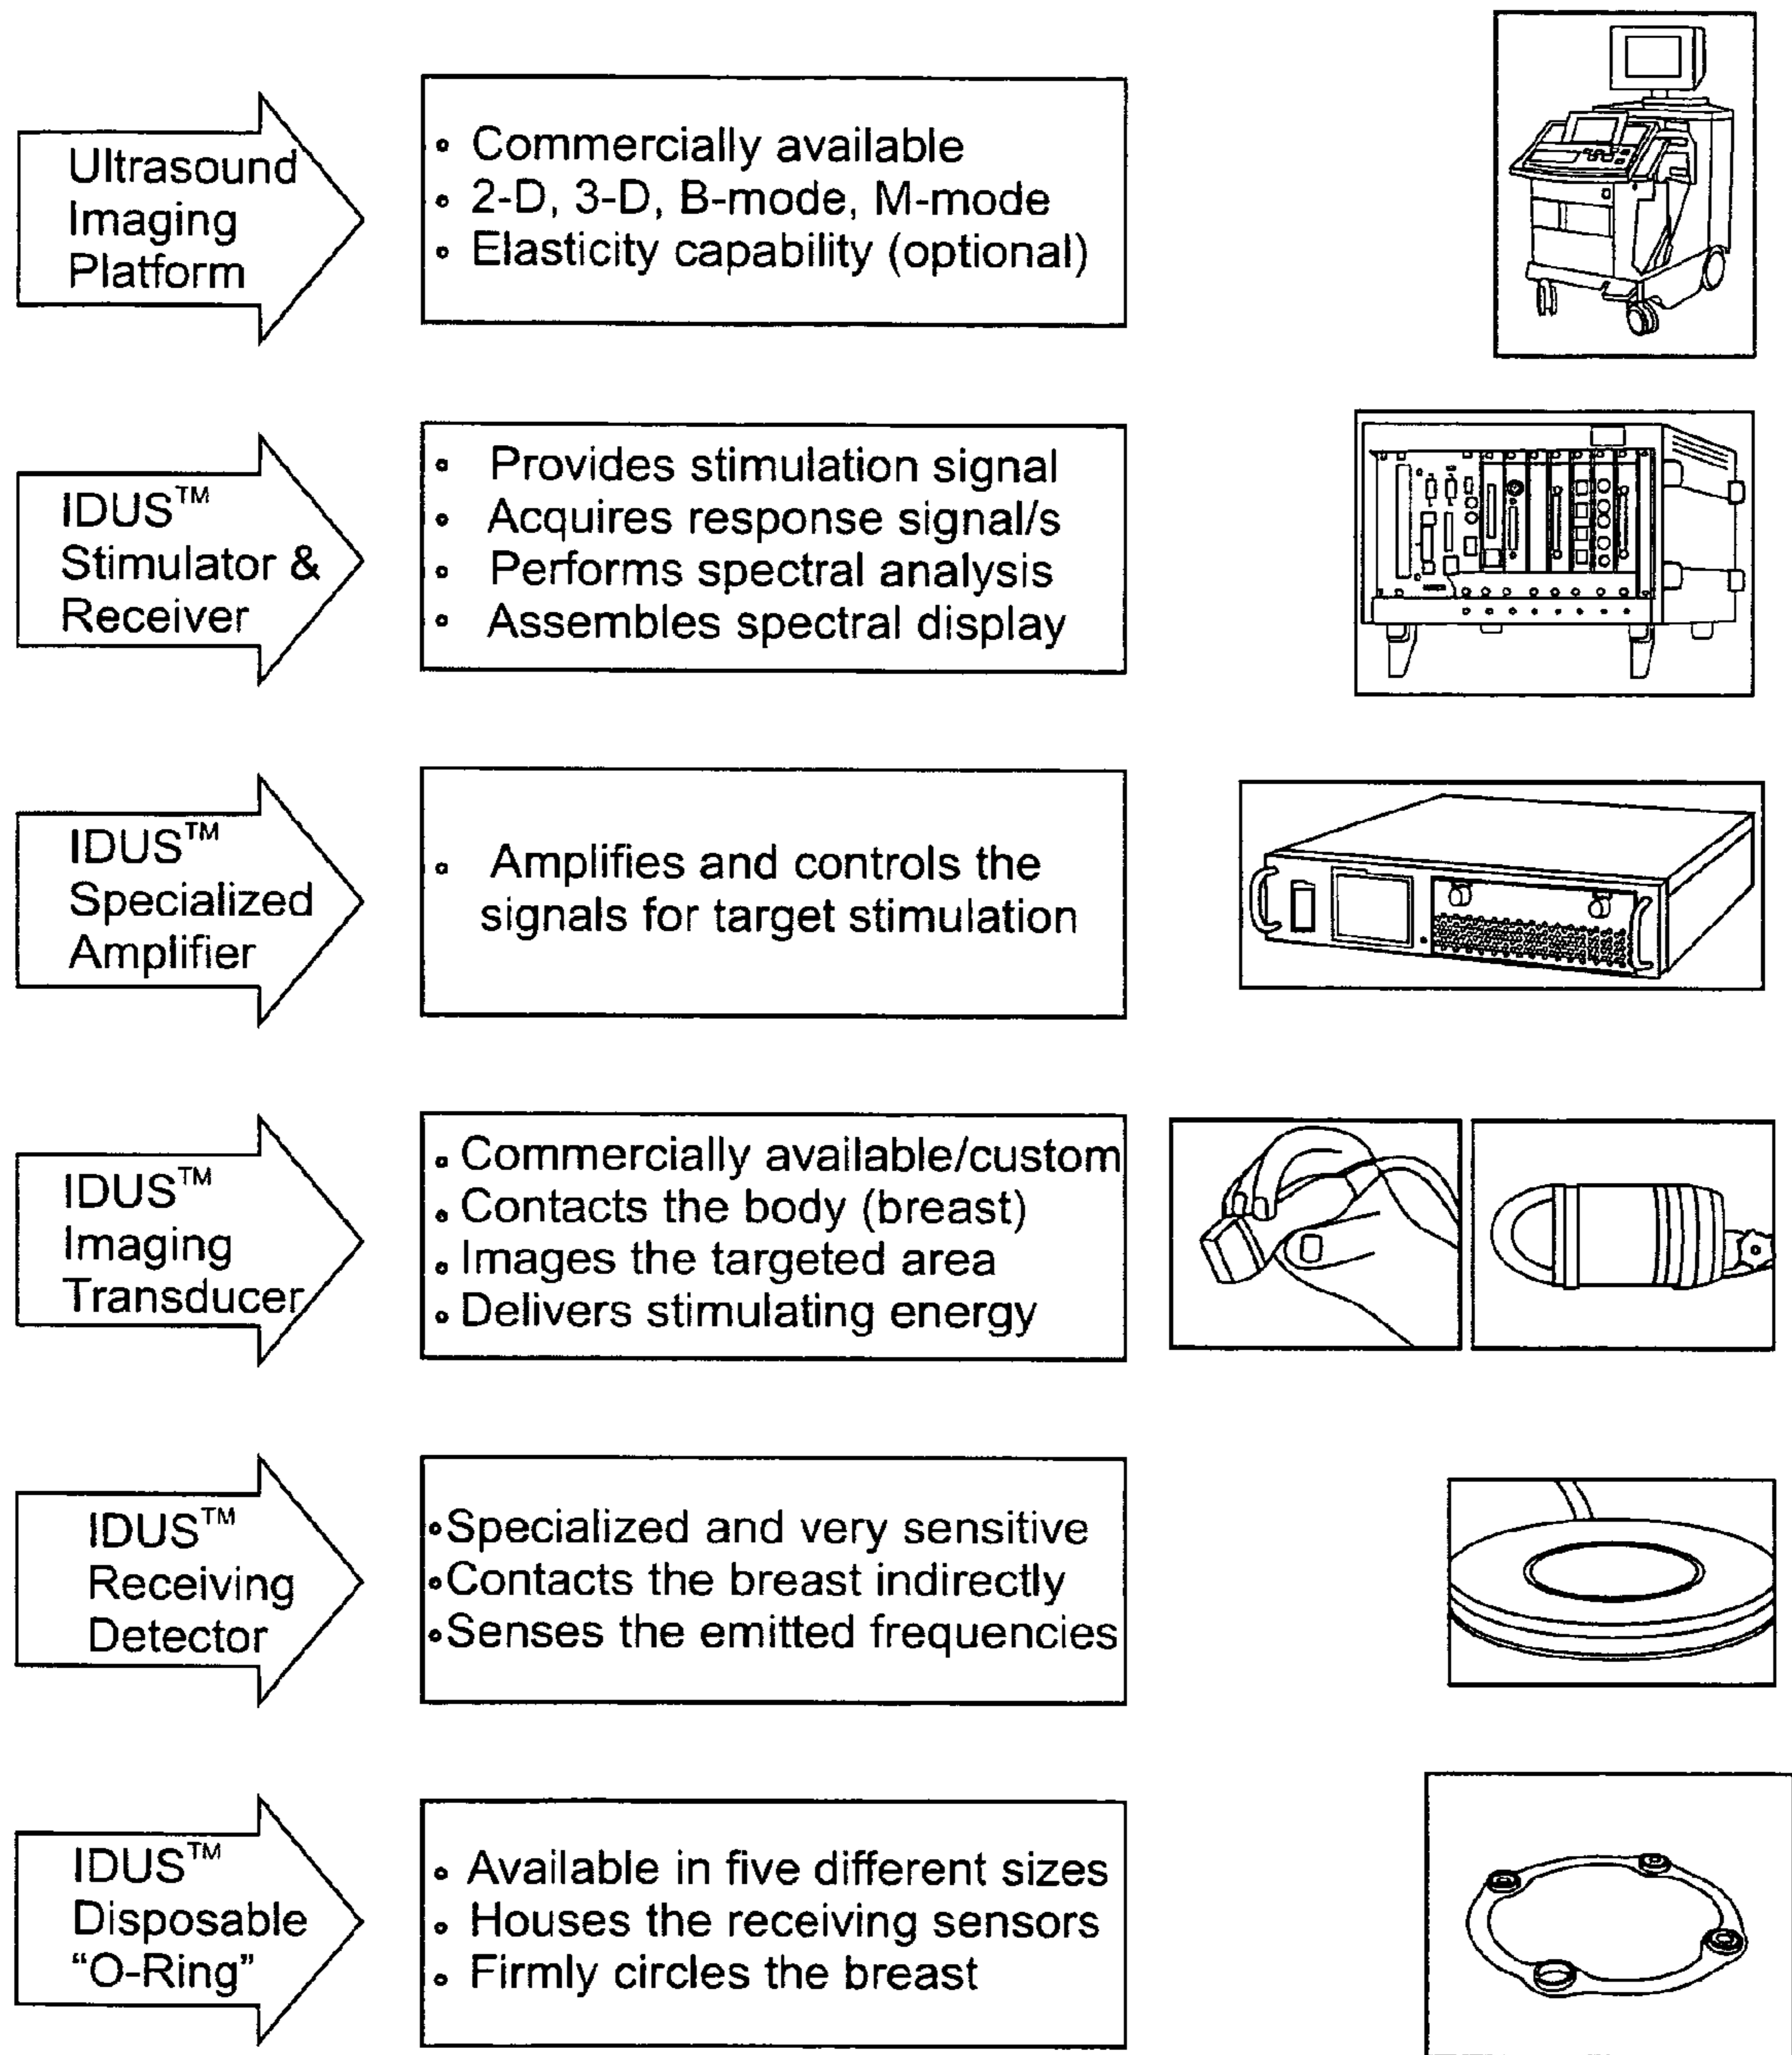 Ultrasound
Imaging
Platform
◦ Commercially available
◦ 2-D, 3-D, B-mode, M-mode
◦ Elasticity capability (optional)
IDUS™
Stimulator &
Receiver
◦ Provides stimulation signal
◦ Acquires response signal/s
◦ Performs spectral analysis
◦ Assembles spectral display
IDUS™
Specialized
Amplifier
◦ Amplifies and controls the
signals for target stimulation
IDUS™
Imaging
Transducer
◦ Commercially available/custom
◦ Contacts the body (breast)
◦ Images the targeted area
◦ Delivers stimulating energy
IDUS™
Receiving
Detector
◦ Specialized and very sensitive
◦ Contacts the breast indirectly
◦ Senses the emitted frequencies
IDUS™
Disposable
“O-Ring”
◦ Available in five different sizes
◦ Houses the receiving sensors
◦ Firmly circles the breast